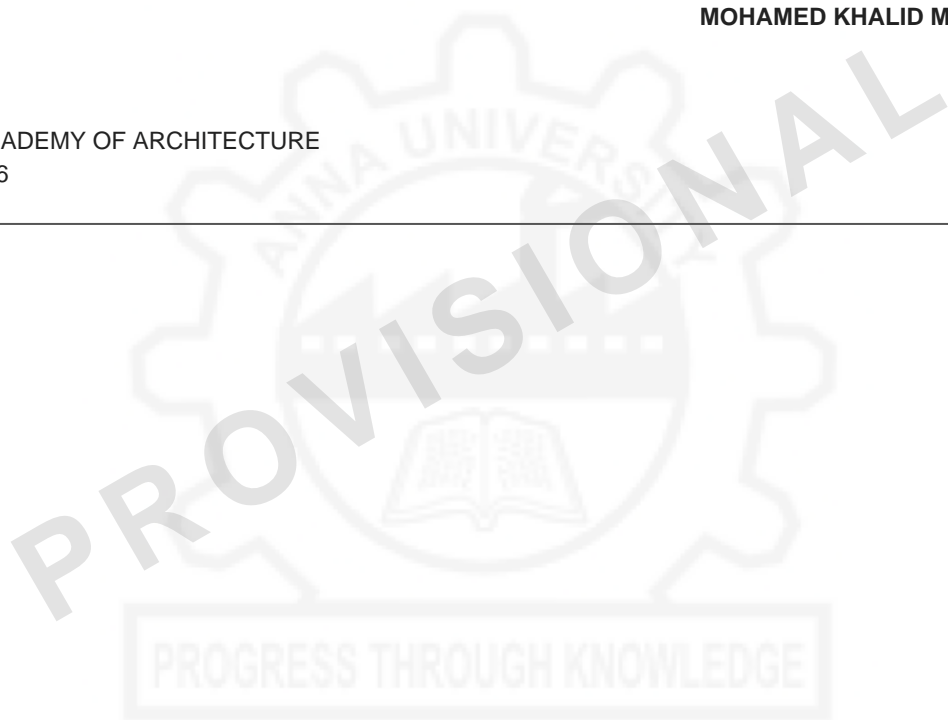 MOHAMED KHALID M
ADEMY OF ARCHITECTURE
6
ANNA UNIVERSITY
PROVISIONAL
PROGRESS THROUGH KNOWLEDGE